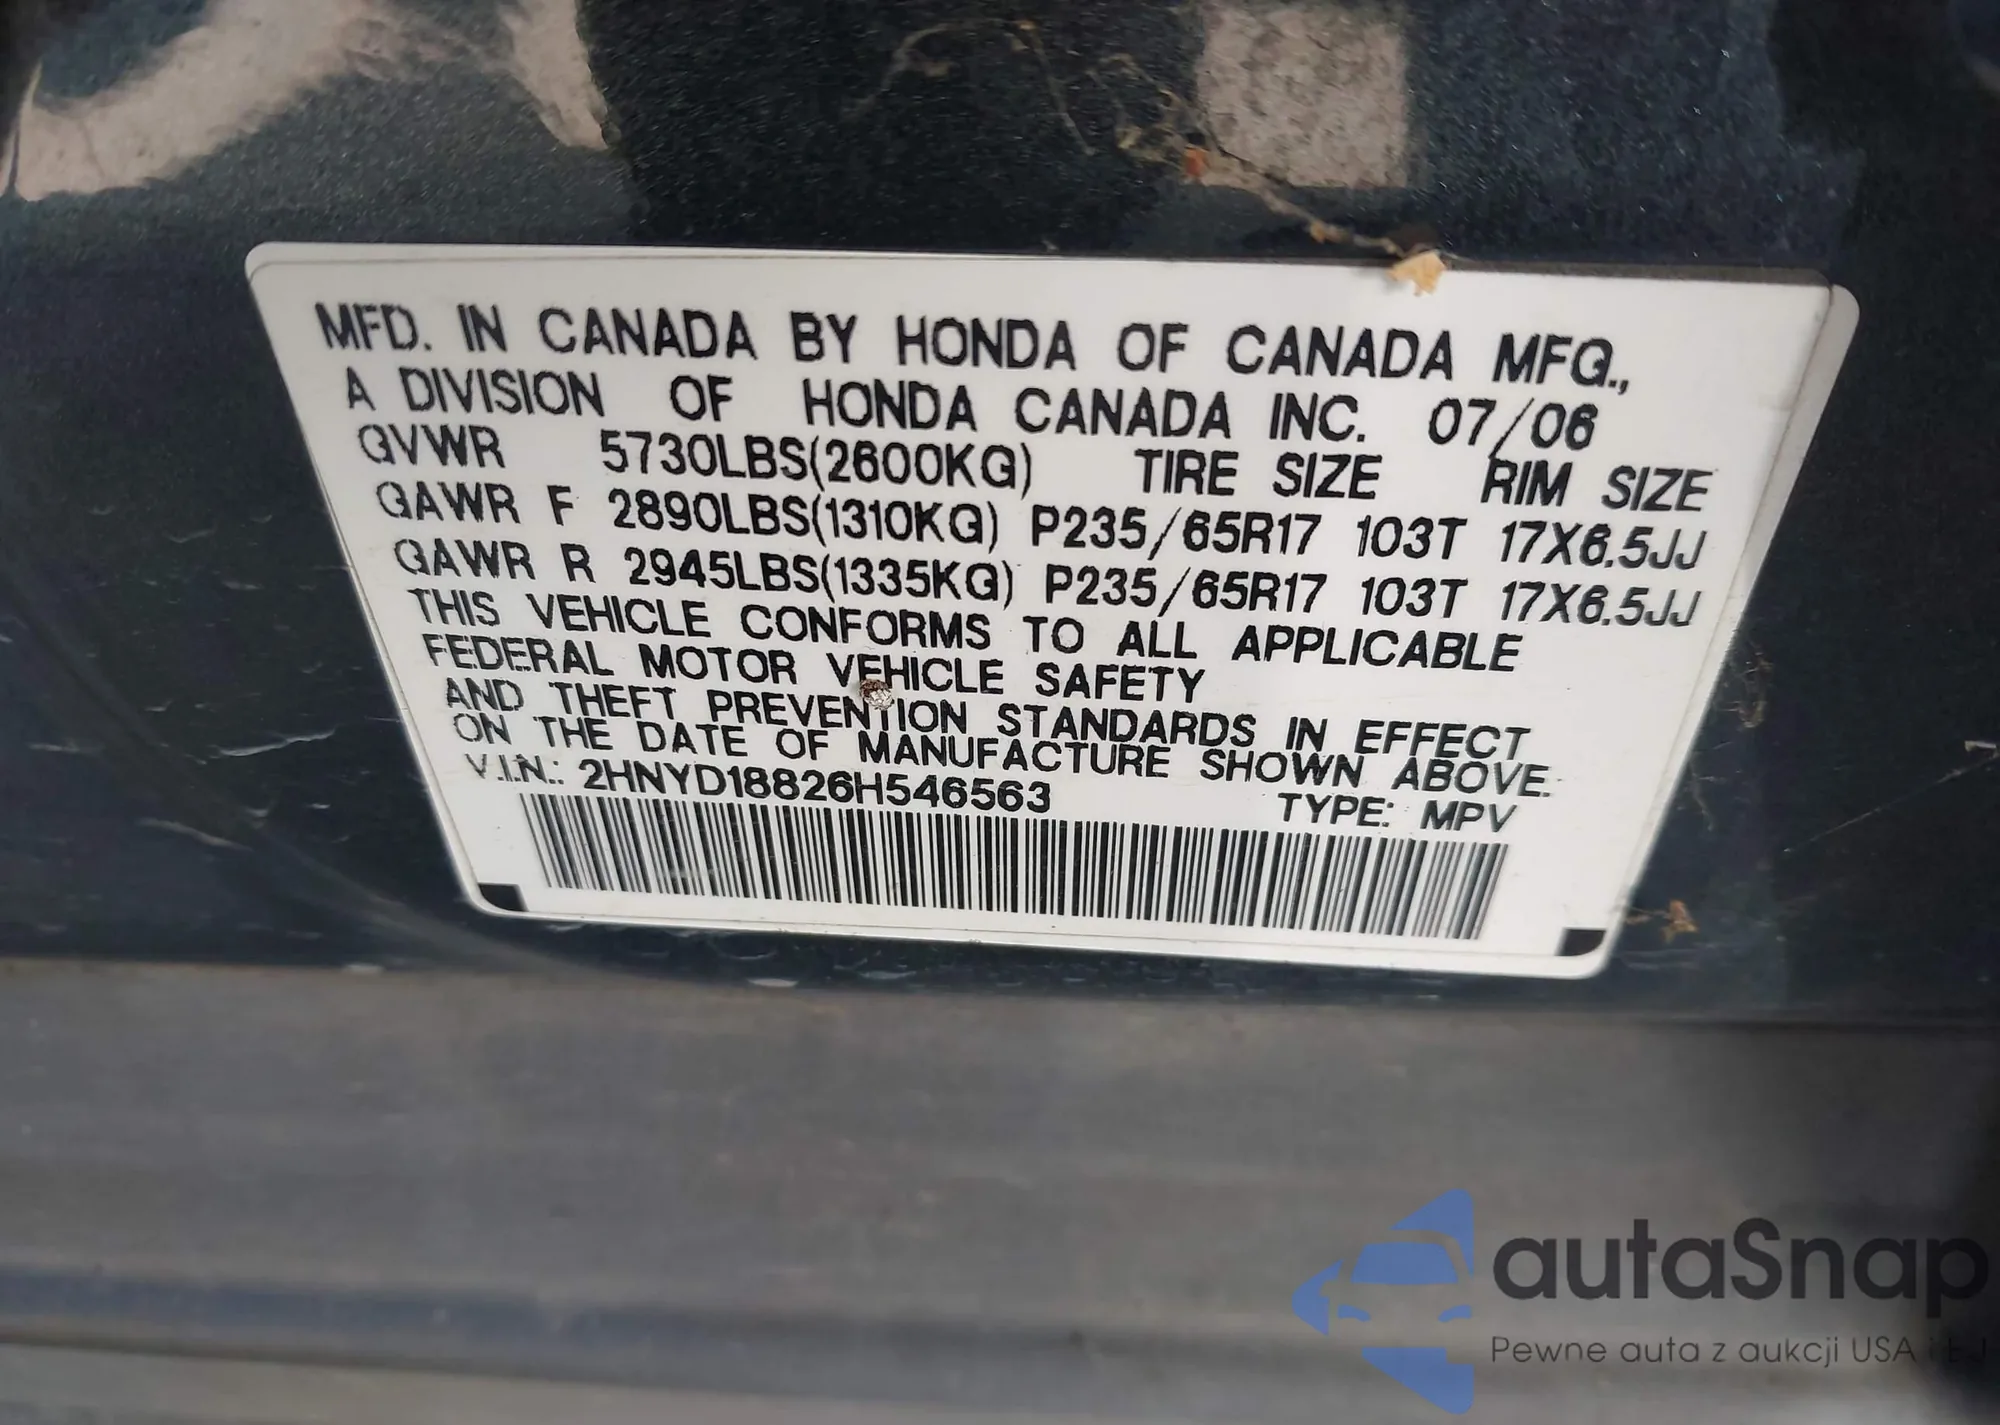 MFD. IN CANADA BY HONDA OF CANADA MFG.,
A DIVISION OF HONDA CANADA INC. 07/06
GVWR 5730LBS(2600KG) TIRE SIZE RIM SIZE
GAWR F 2890LBS(1310KG) P235/65R17 103T 17X6.5JJ
GAWR R 2945LBS(1335KG) P235/65R17 103T 17X6.5JJ
THIS VEHICLE CONFORMS TO ALL APPLICABLE
FEDERAL MOTOR VEHICLE SAFETY
AND THEFT PREVENTION STANDARDS IN EFFECT
ON THE DATE OF MANUFACTURE SHOWN ABOVE.
V.I.N.: 2HNYD18826H546563 TYPE: MPV
autaSnap
Pewne auta z aukcji USA i EJ